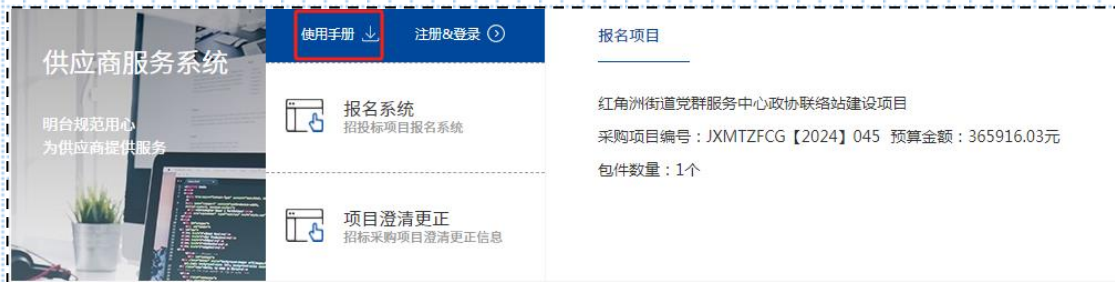 供应商服务系统
明台规范用心
为供应商提供服务
使用手册
注册&登录
报名系统
招投标项目报名系统
项目澄清更正
招标采购项目澄清更正信息
报名项目
红角洲街道党群服务中心政协联络站建设项目
采购项目编号：JXMTZFCG【2024】045 预算金额：365916.03元
包件数量：1个